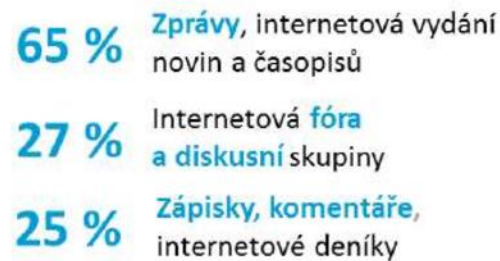 65 % Zprávy, internetová vydání
novin a časopisů
27 % Internetová fóra
a diskusní skupiny
25 % Zápisky, komentáře,
internetové deníky